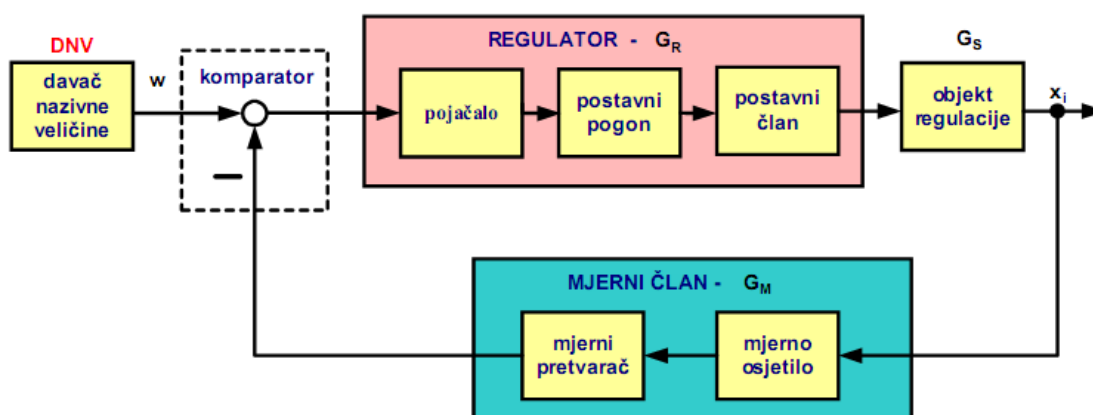 DNV
davač
nazivne
veličine
w
komparator
–
REGULATOR - G_R
pojačalo
postavni
pogon
postavni
član
G_S
objekt
regulacije
x_i
MJERNI ČLAN - G_M
mjerni
pretvarač
mjerno
osjetilo